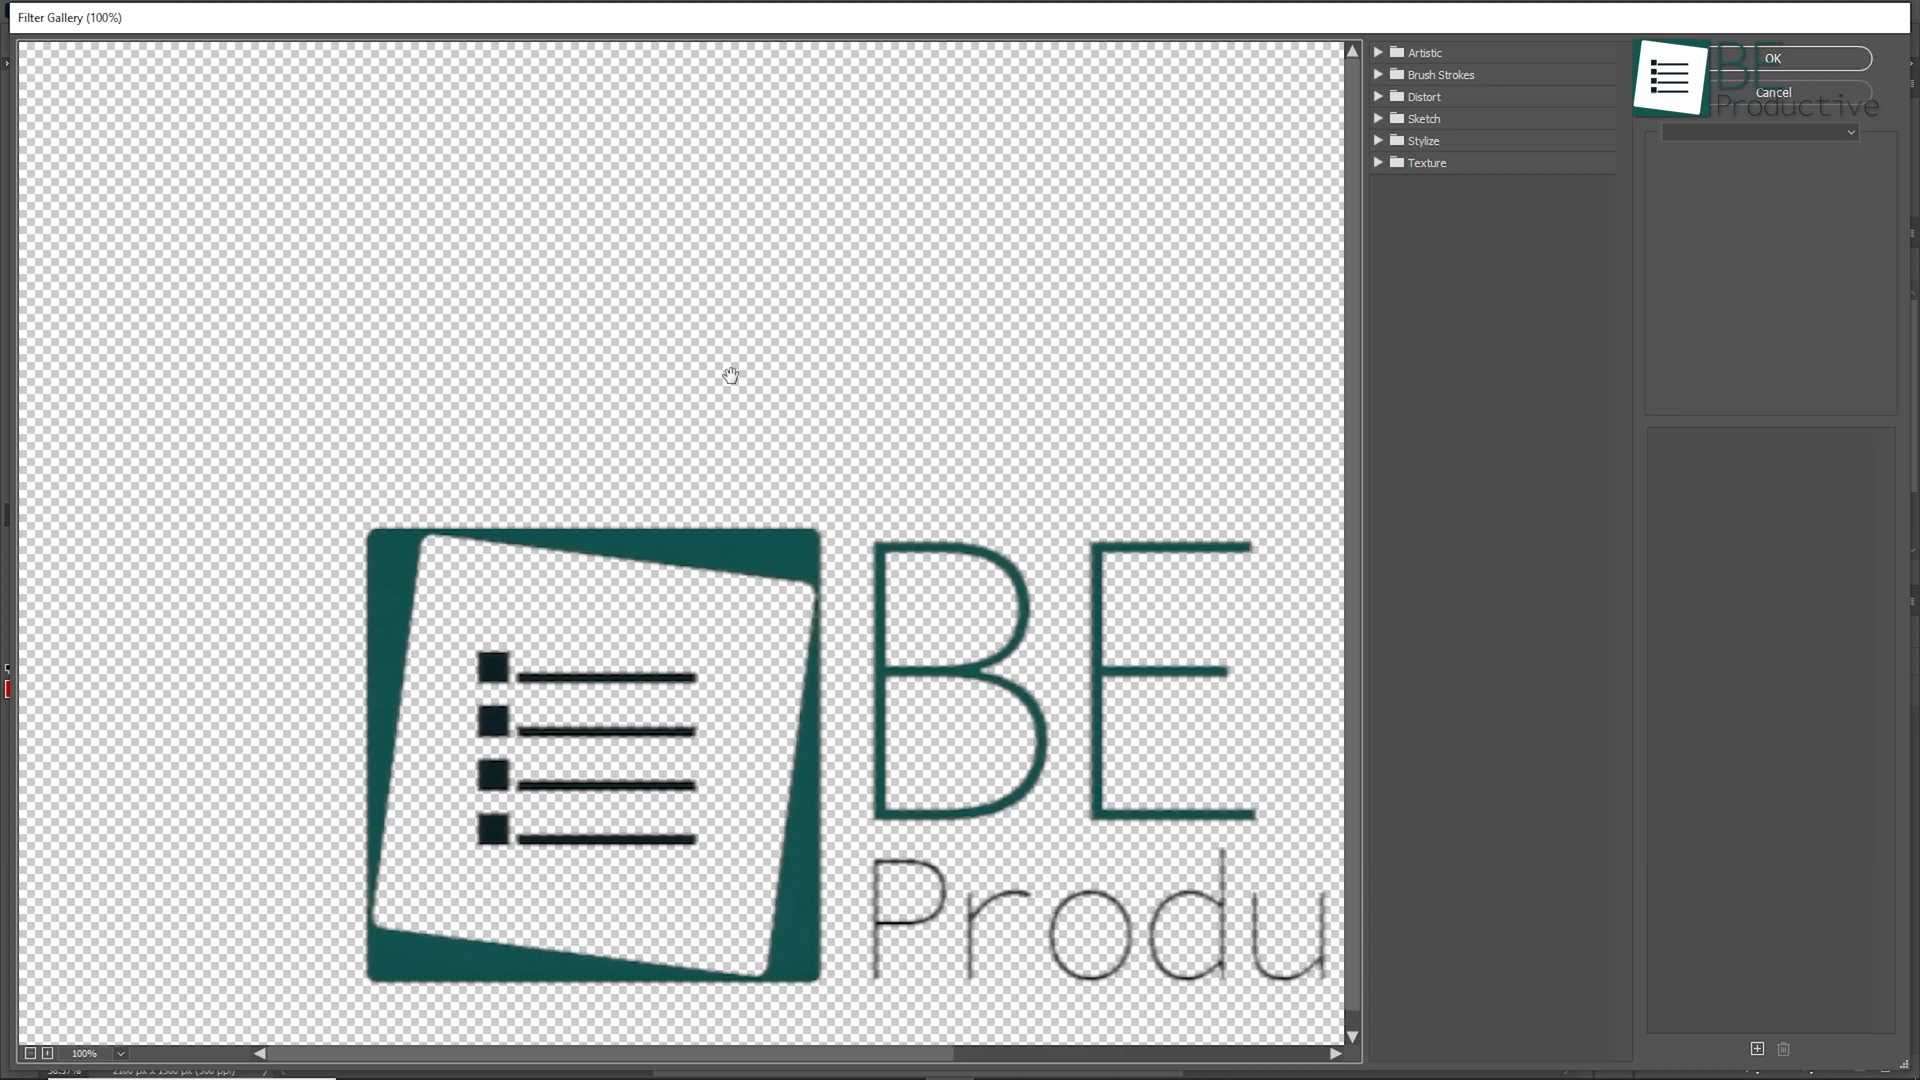 Filter Gallery (100%)
Artistic
Brush Strokes
Distort
Sketch
Stylize
Texture
OK
Cancel
BE
Productive
BE
Produ
100%